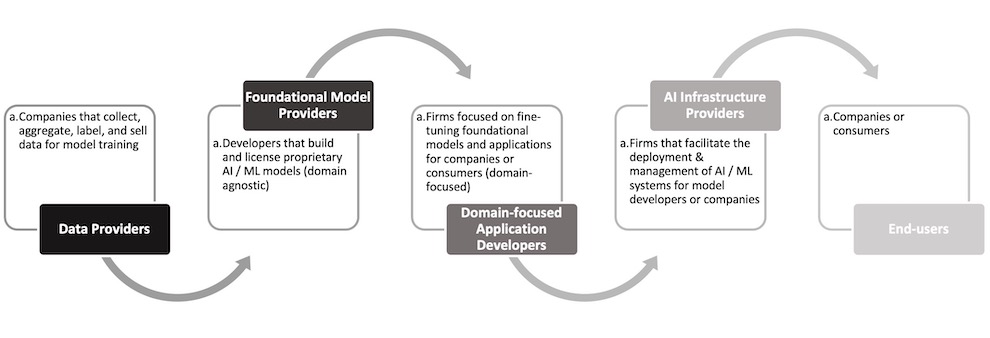 a.Companies that collect,
aggregate, label, and sell
data for model training
Data Providers
Foundational Model
Providers
a.Developers that build
and license proprietary
AI / ML models (domain
agnostic)
a.Firms focused on fine-
tuning foundational
models and applications
for companies or
consumers (domain-
focused)
Domain-focused
Application
Developers
AI Infrastructure
Providers
a.Firms that facilitate the
deployment &
management of AI / ML
systems for model
developers or companies
a.Companies or
consumers
End-users